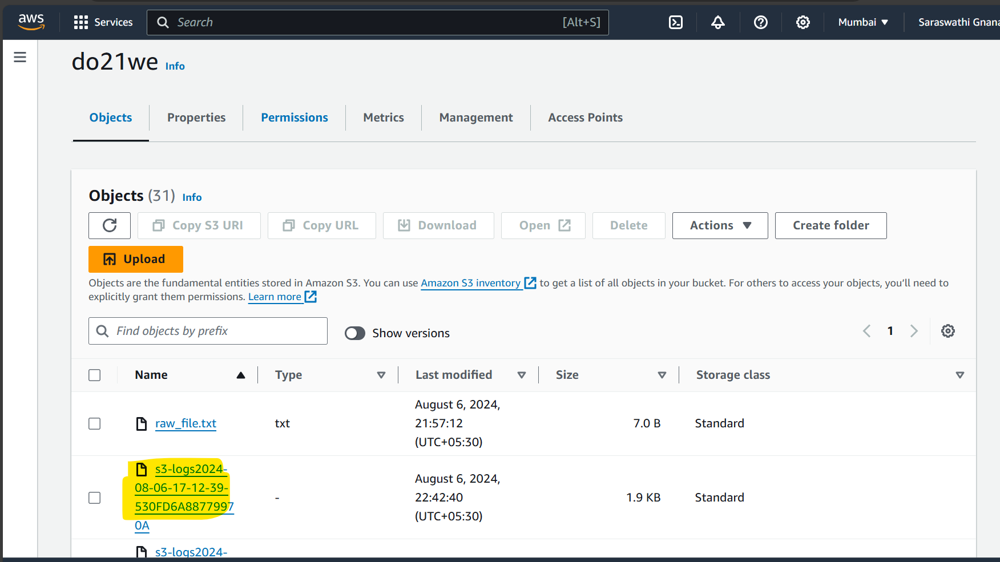 aws
Services
Search
[Alt+S]
Mumbai
Saraswathi Gnana
do21we Info
Objects
Properties
Permissions
Metrics
Management
Access Points
Objects (31) Info
Copy S3 URI
Copy URL
Download
Open
Delete
Actions
Create folder
Upload
Objects are the fundamental entities stored in Amazon S3. You can use Amazon S3 inventory to get a list of all objects in your bucket. For others to access your objects, you'll need to
explicitly grant them permissions. Learn more
Find objects by prefix
Show versions
1
Name
Type
Last modified
Size
Storage class
raw_file.txt
txt
August 6, 2024,
21:57:12
(UTC+05:30)
7.0 B
Standard
s3-logs2024-
08-06-17-12-39-
530FD6A8877997
0A
-
August 6, 2024,
22:42:40
(UTC+05:30)
1.9 KB
Standard
s3-logs2024-